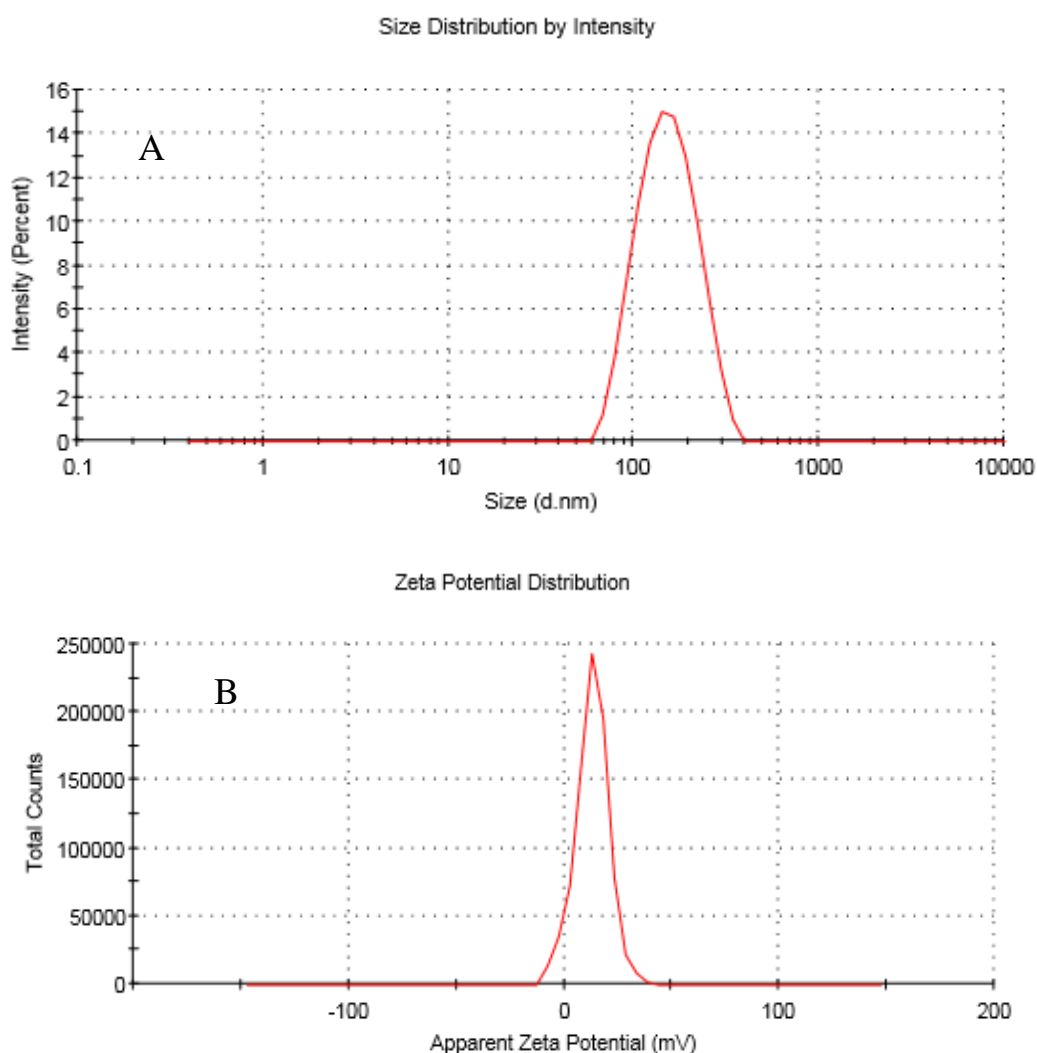 Size Distribution by Intensity
A
Intensity (Percent)
16
14
12
10
8
6
4
2
0
0.1 1 10 100 1000 10000
Size (d.nm)
Zeta Potential Distribution
B
Total Counts
250000
200000
150000
100000
50000
0
-100 0 100 200
Apparent Zeta Potential (mV)